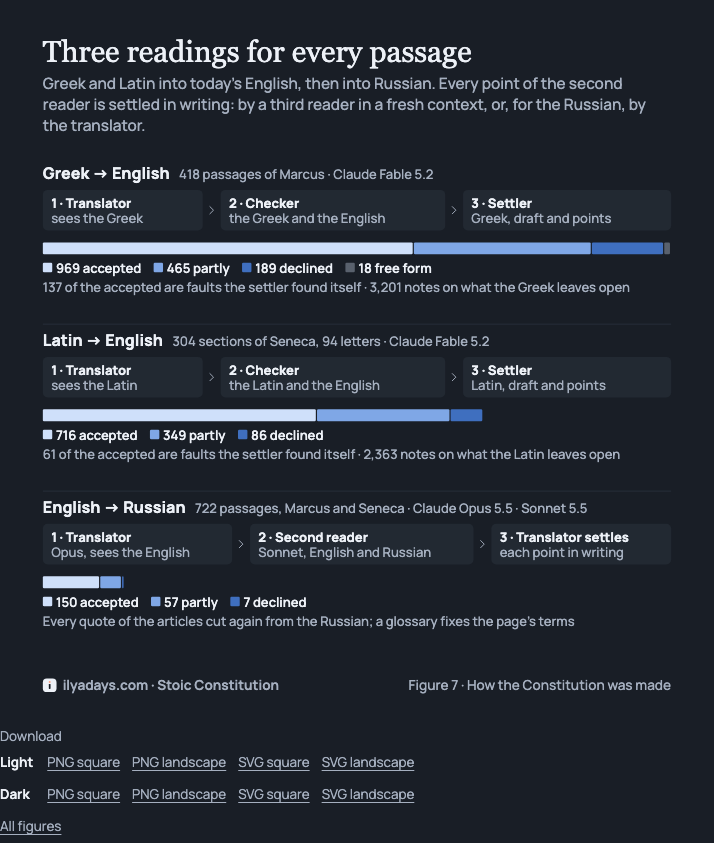 Three readings for every passage
Greek and Latin into today's English, then into Russian. Every point of the second
reader is settled in writing: by a third reader in a fresh context, or, for the Russian, by
the translator.
Greek → English 418 passages of Marcus · Claude Fable 5.2
1 · Translator
sees the Greek
2 · Checker
the Greek and the English
3 · Settler
Greek, draft and points
969 accepted 465 partly 189 declined 18 free form
137 of the accepted are faults the settler found itself · 3,201 notes on what the Greek leaves open
Latin → English 304 sections of Seneca, 94 letters · Claude Fable 5.2
1 · Translator
sees the Latin
2 · Checker
the Latin and the English
3 · Settler
Latin, draft and points
716 accepted 349 partly 86 declined
61 of the accepted are faults the settler found itself · 2,363 notes on what the Latin leaves open
English → Russian 722 passages, Marcus and Seneca · Claude Opus 5.5 · Sonnet 5.5
1 · Translator
Opus, sees the English
2 · Second reader
Sonnet, English and Russian
3 · Translator settles
each point in writing
150 accepted 57 partly 7 declined
Every quote of the articles cut again from the Russian; a glossary fixes the page's terms
i ilyadays.com · Stoic Constitution
Figure 7 · How the Constitution was made
Download
Light PNG square PNG landscape SVG square SVG landscape
Dark PNG square PNG landscape SVG square SVG landscape
All figures